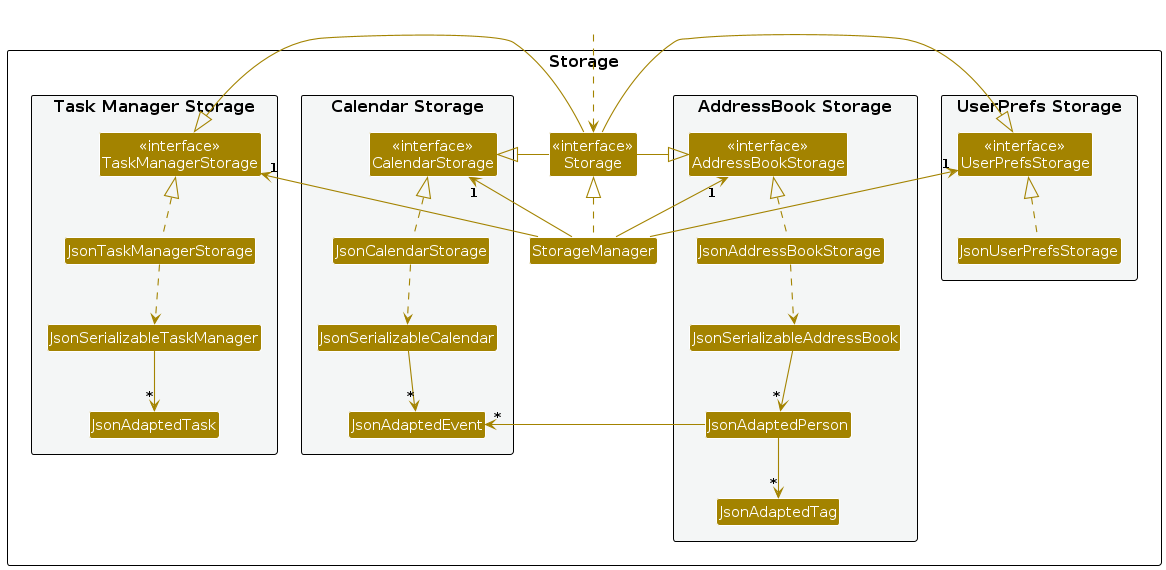 Storage
Task Manager Storage
Calendar Storage
AddressBook Storage
UserPrefs Storage
«interface»
TaskManagerStorage
«interface»
CalendarStorage
«interface»
Storage
«interface»
AddressBookStorage
«interface»
UserPrefsStorage
1
1
1
1
JsonTaskManagerStorage
JsonCalendarStorage
StorageManager
JsonAddressBookStorage
JsonUserPrefsStorage
JsonSerializableTaskManager
JsonSerializableCalendar
JsonSerializableAddressBook
*
*
*
JsonAdaptedTask
JsonAdaptedEvent
*
JsonAdaptedPerson
*
JsonAdaptedTag